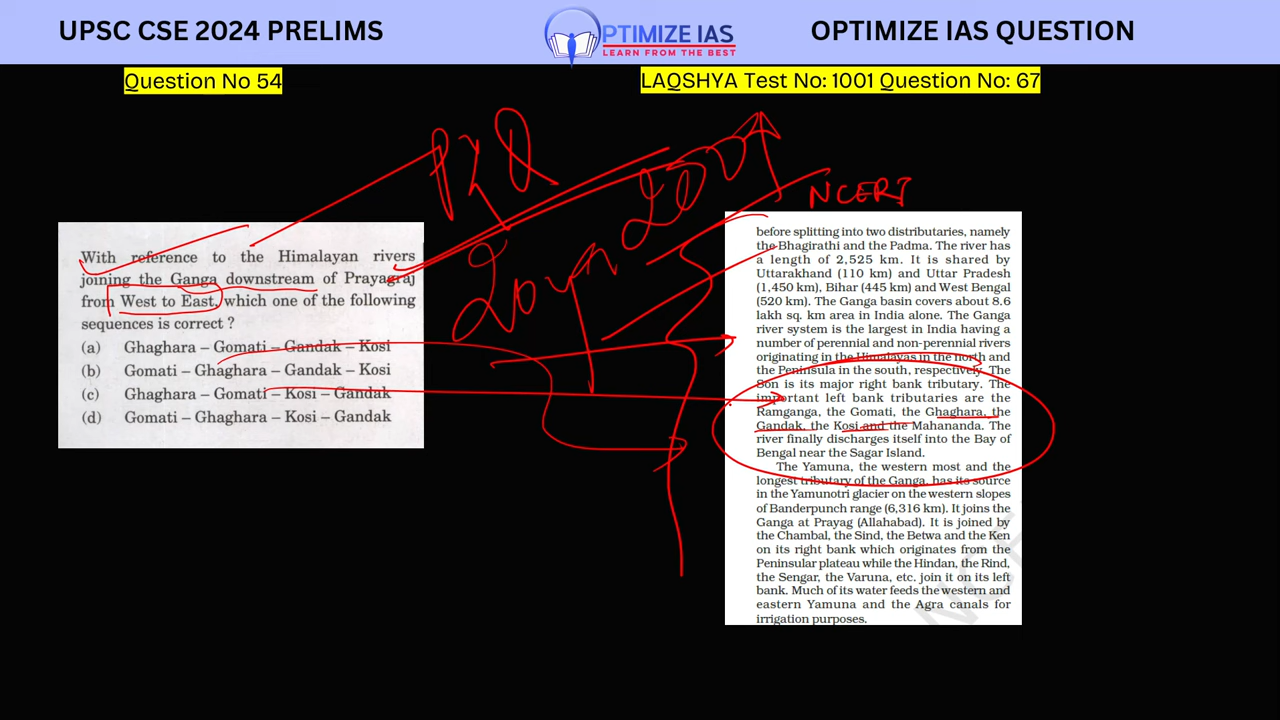 UPSC CSE 2024 PRELIMS
OPTIMIZE IAS
LEARN FROM THE BEST
OPTIMIZE IAS QUESTION
Question No 54
LAQSHYA Test No: 1001 Question No: 67
NCERT
With reference to the Himalayan rivers
joining the Ganga downstream of Prayagraj
from West to East, which one of the following
sequences is correct ?
(a) Ghaghara – Gomati – Gandak – Kosi
(b) Gomati – Ghaghara – Gandak – Kosi
(c) Ghaghara – Gomati – Kosi – Gandak
(d) Gomati – Ghaghara – Kosi – Gandak
before splitting into two distributaries, namely
the Bhagirathi and the Padma. The river has
a length of 2,525 km. It is shared by
Uttarakhand (110 km) and Uttar Pradesh
(1,450 km), Bihar (445 km) and West Bengal
(520 km). The Ganga basin covers about 8.6
lakh sq. km area in India alone. The Ganga
river system is the largest in India having a
number of perennial and non-perennial rivers
originating in the Himalayas in the north and
the Peninsula in the south, respectively. The
Son is its major right bank tributary. The
important left bank tributaries are the
Ramganga, the Gomati, the Ghaghara, the
Gandak, the Kosi and the Mahananda. The
river finally discharges itself into the Bay of
Bengal near the Sagar Island.
The Yamuna, the western most and the
longest tributary of the Ganga, has its source
in the Yamunotri glacier on the western slopes
of Banderpunch range (6,316 km). It joins the
Ganga at Prayag (Allahabad). It is joined by
the Chambal, the Sind, the Betwa and the Ken
on its right bank which originates from the
Peninsular plateau while the Hindan, the Rind,
the Sengar, the Varuna, etc. join it on its left
bank. Much of its water feeds the western and
eastern Yamuna and the Agra canals for
irrigation purposes.